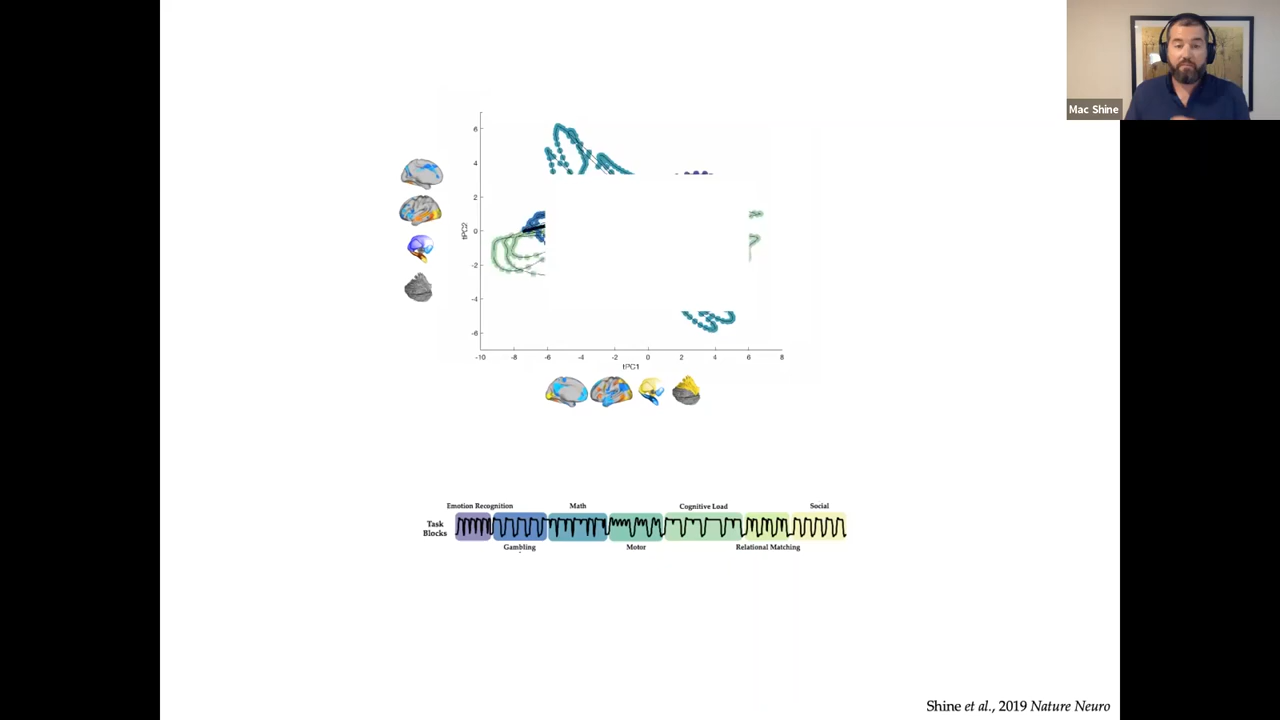 Mac Shine
6
4
2
0
-2
-4
-6
tPC2
-10
-8
-6
-4
-2
0
2
4
6
8
tPC1
Emotion Recognition
Math
Cognitive Load
Social
Task
Blocks
Gambling
Motor
Relational Matching
Shine et al., 2019 Nature Neuro